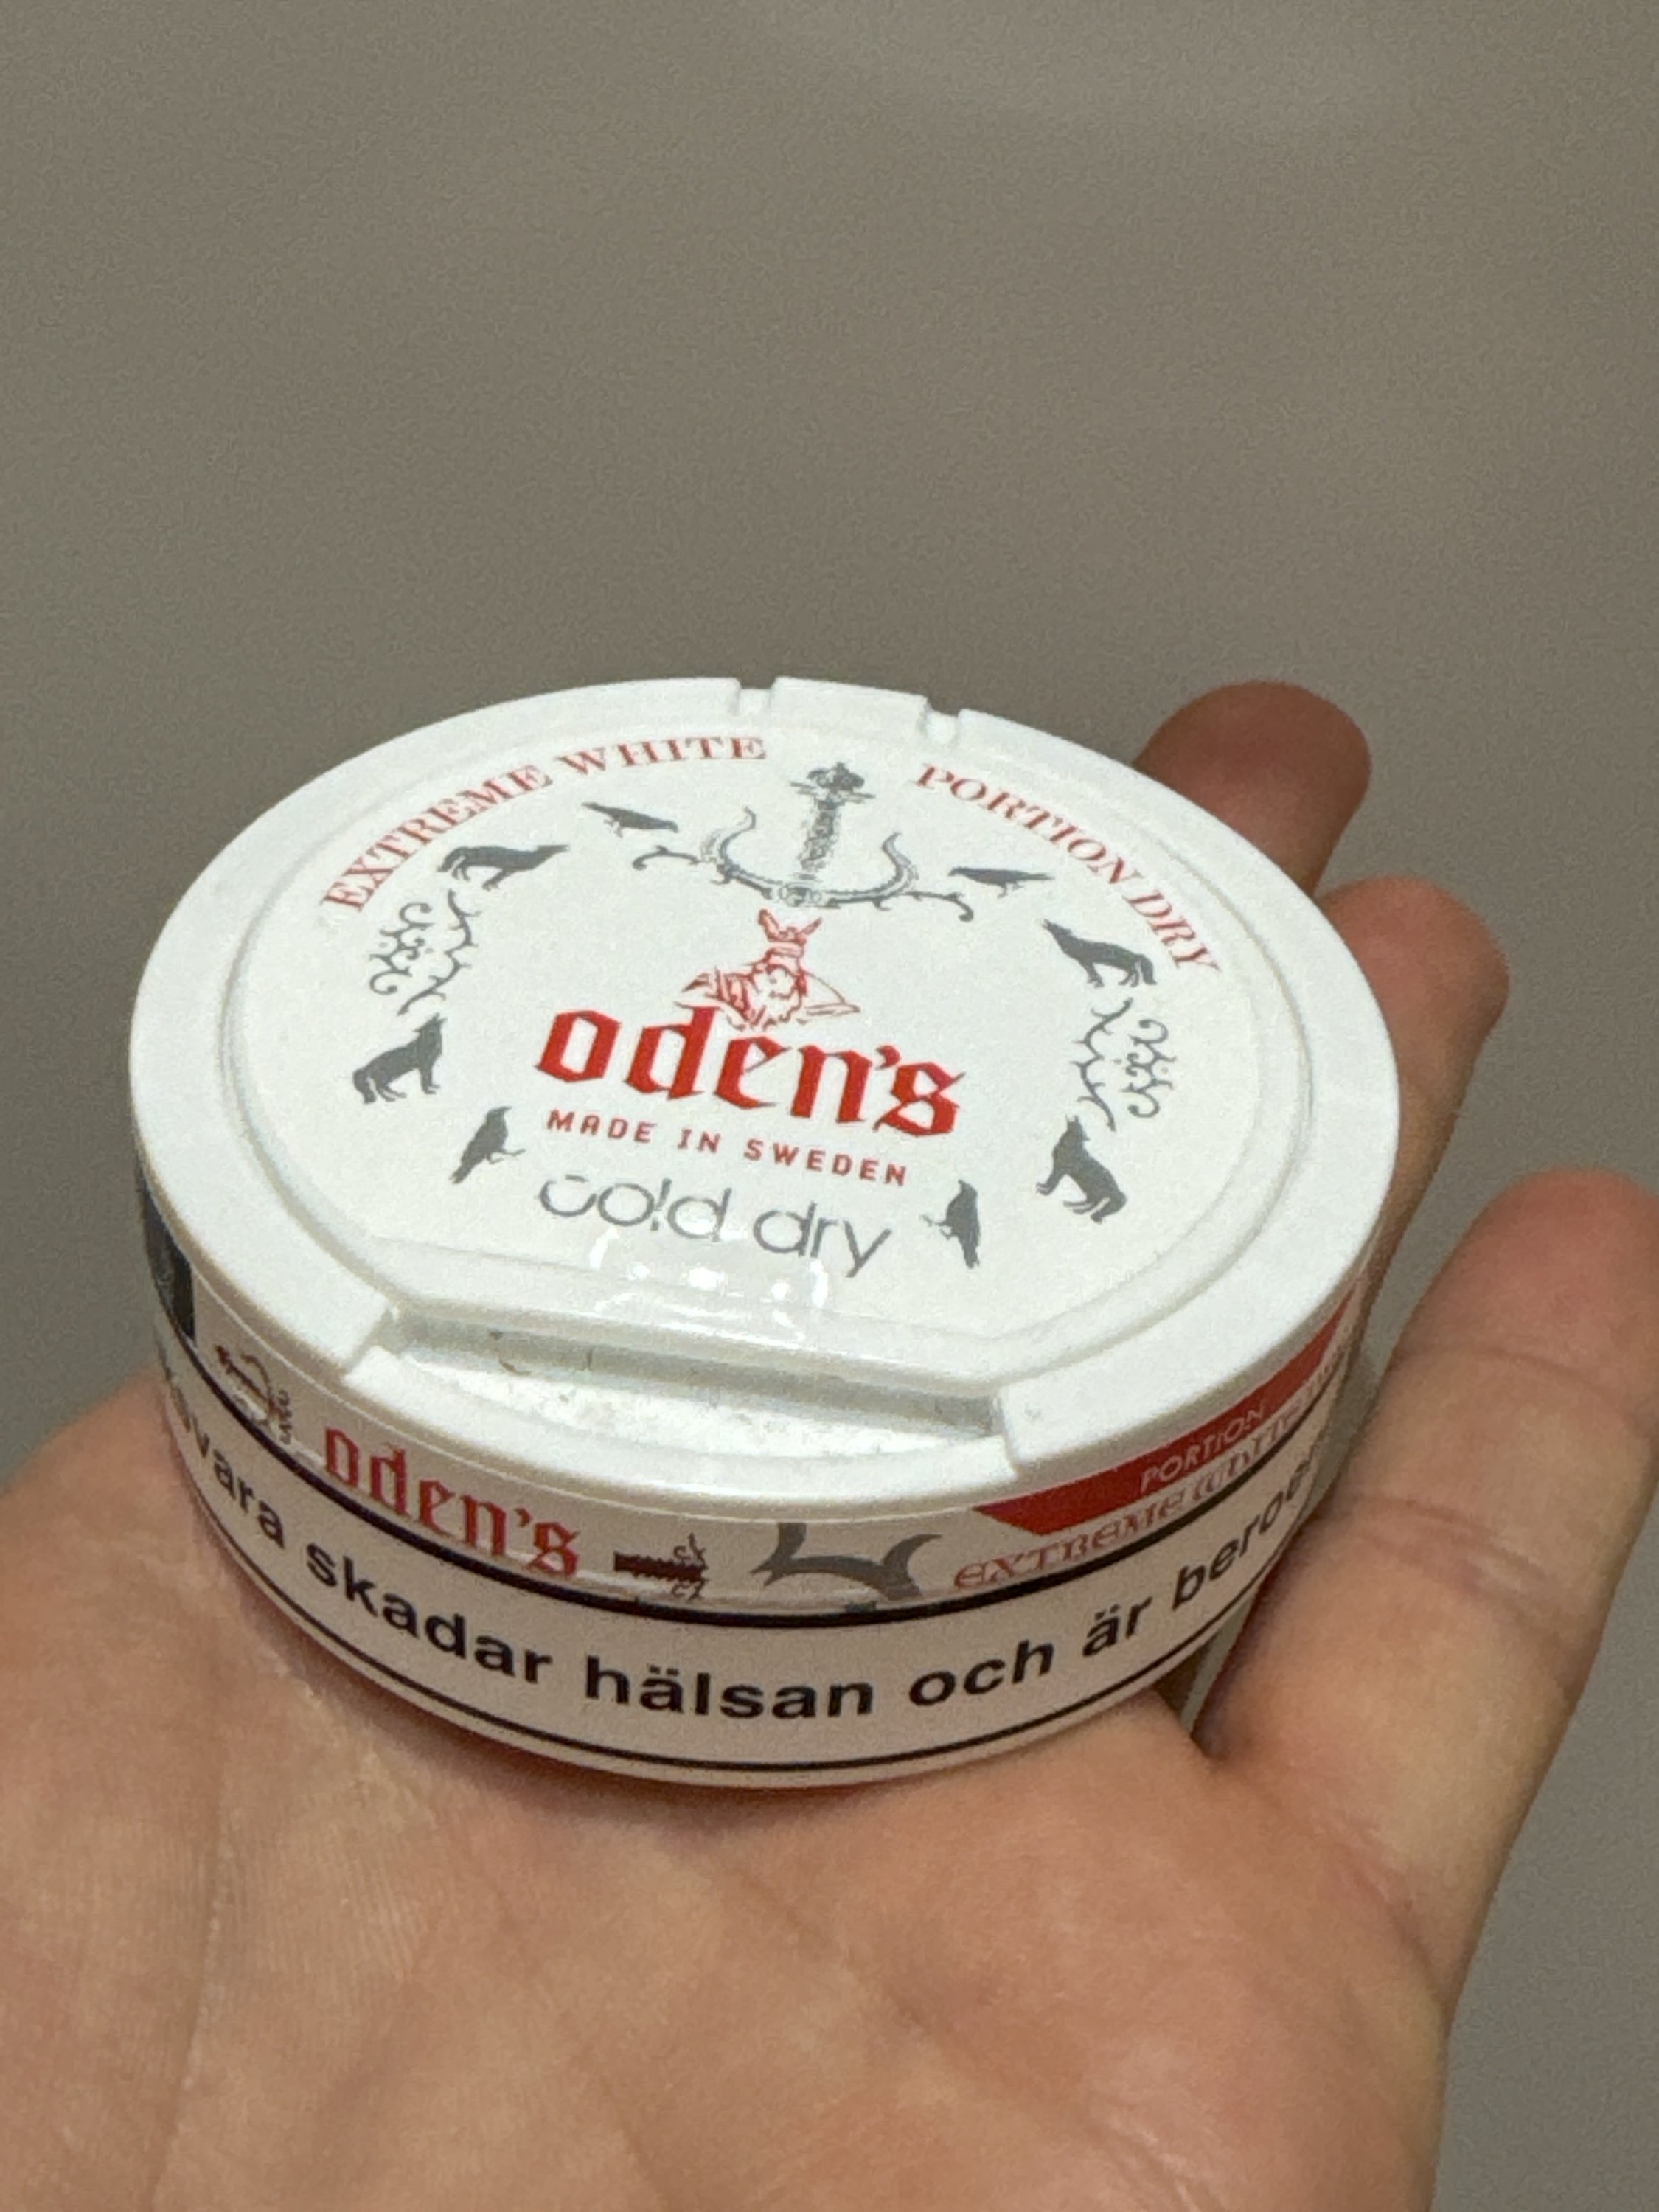 EXTREME WHITE PORTION DRY
oden's
MADE IN SWEDEN
cold dry
oden's
PORTION
EXTREME
skadar hälsan och är